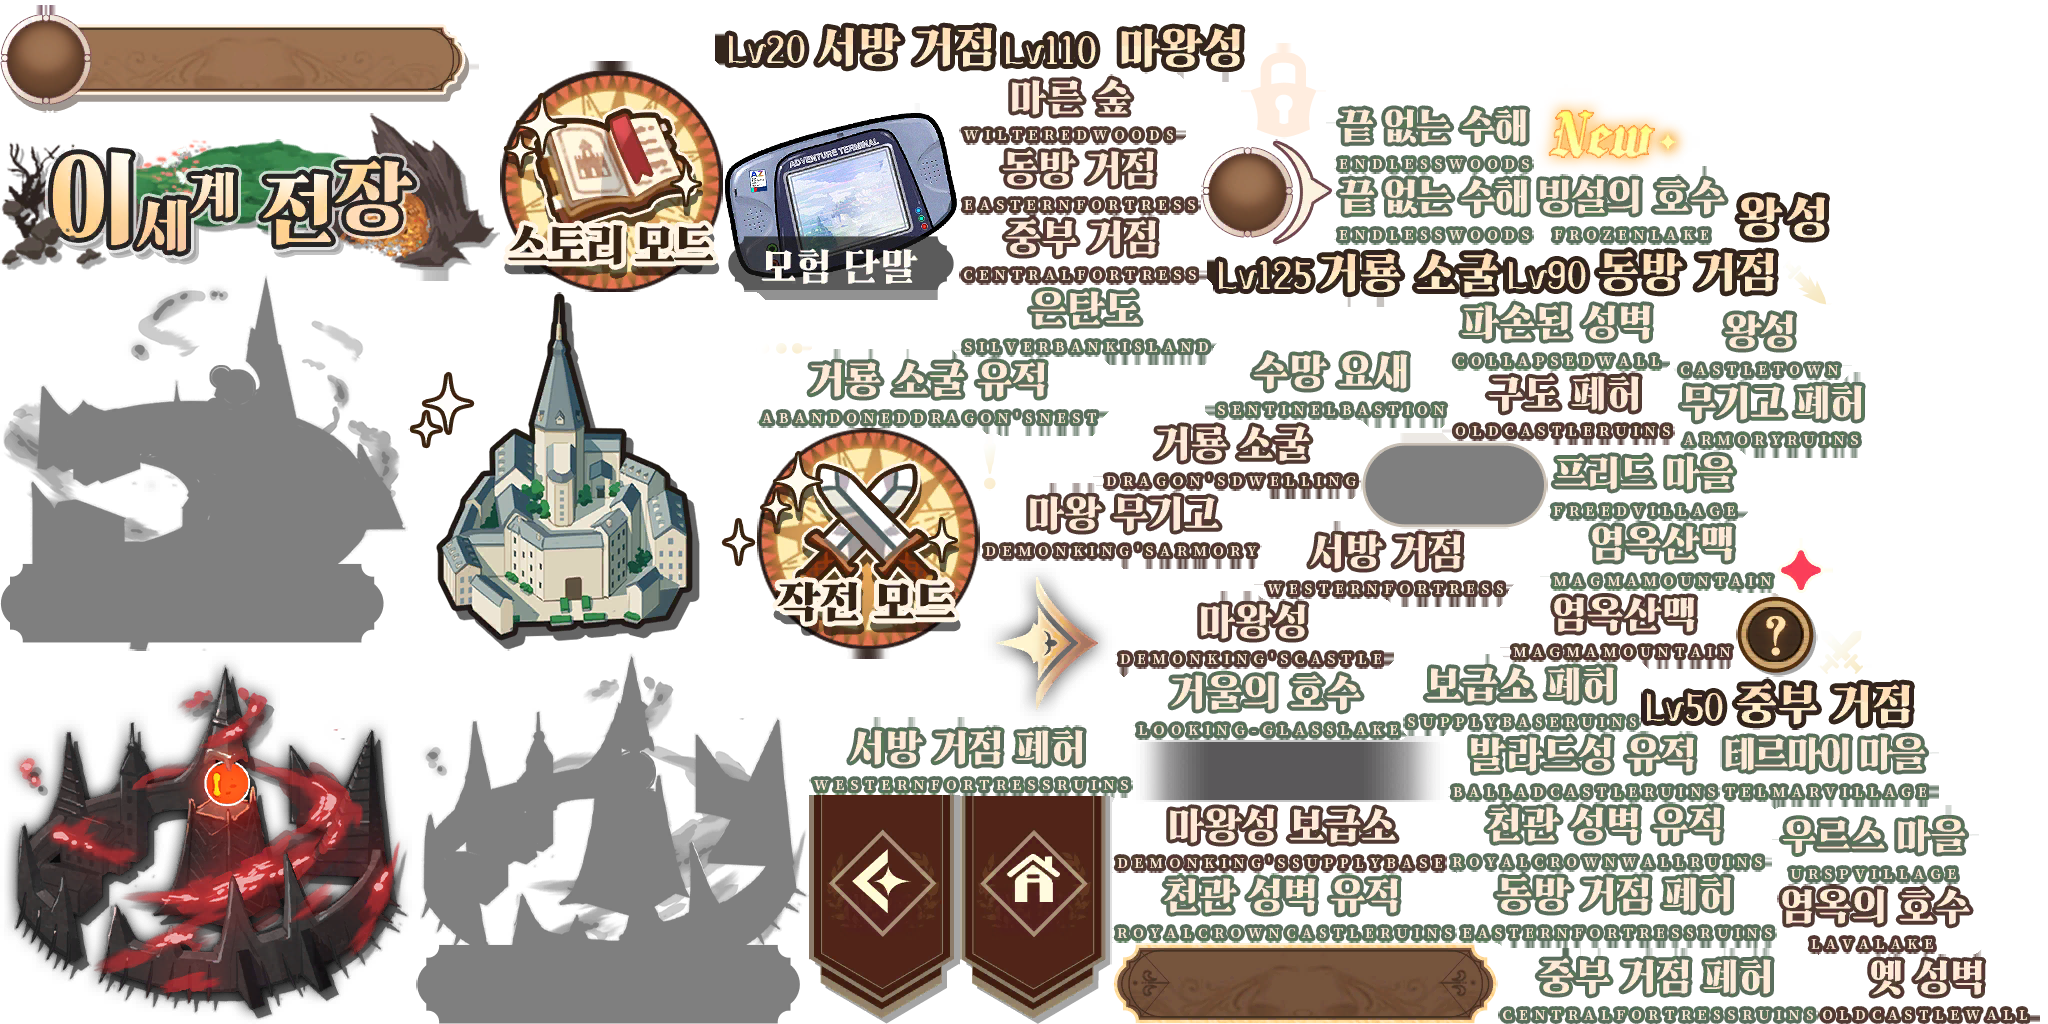 Lv20 서방 거점
Lv110 마왕성
마른 숲
WILTEREDWOODS
끝 없는 수해
ENDLESSWOODS
New
이세계 전장
ADVENTURE TERMINAL
AZ
동방 거점
EASTERNFORTRESS
끝 없는 수해
ENDLESSWOODS
빙설의 호수
FROZENLAKE
왕성
스토리 모드
모험 단말
중부 거점
CENTRALFORTRESS
Lv125 거룡 소굴
Lv90 동방 거점
은탄도
SILVERBANKISLAND
파손된 성벽
COLLAPSEDWALL
왕성
CASTLETOWN
거룡 소굴 유적
ABANDONEDDRAGON'SNEST
수망 요새
SENTINELBASTION
구도 폐허
OLDCASTLERUINS
무기고 폐허
ARMORYRUINS
거룡 소굴
DRAGON'SDWELLING
프리드 마을
FREEDVILLAGE
마왕 무기고
DEMONKING'SARMORY
서방 거점
WESTERNFORTRESS
염옥산맥
MAGMAMOUNTAIN
작전 모드
마왕성
DEMONKING'SCASTLE
염옥산맥
MAGMAMOUNTAIN
?
거울의 호수
LOOKING-GLASSLAKE
보급소 폐허
SUPPLYBASERUINS
Lv50 중부 거점
서방 거점 폐허
WESTERNFORTRESSRUINS
발라드성 유적
BALLADCASTLERUINS
테르마이 마을
TELMARVILLAGE
마왕성 보급소
DEMONKING'SSUPPLYBASE
천관 성벽 유적
ROYALCROWNWALLRUINS
우르스 마을
URSPVILLAGE
천관 성벽 유적
ROYALCROWNCASTLERUINS
동방 거점 폐허
EASTERNFORTRESSRUINS
염옥의 호수
LAVALAKE
중부 거점 폐허
CENTRALFORTRESSRUINS
옛 성벽
OLDCASTLEWALL